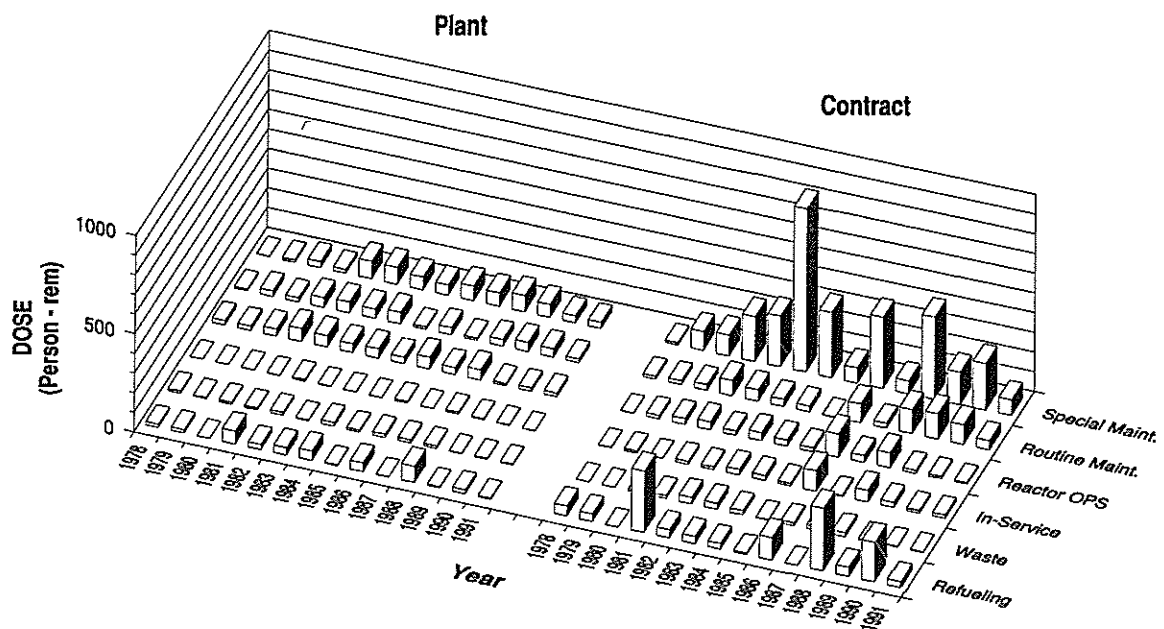 Plant
Contract
1000
500
0
DOSE
(Person - rem)
1978
1979
1980
1981
1982
1983
1984
1985
1986
1987
1988
1989
1990
1991
1978
1979
1980
1981
1982
1983
1984
1985
1986
1987
1988
1989
1990
1991
Year
Special Maint.
Routine Maint.
Reactor OPS
In-Service
Waste
Refueling